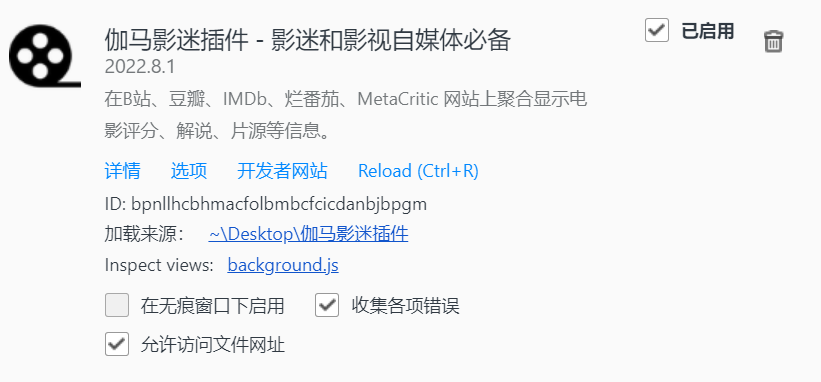 伽马影迷插件 - 影迷和影视自媒体必备
已启用
2022.8.1
在B站、豆瓣、IMDb、烂番茄、MetaCritic 网站上聚合显示电
影评分、解说、片源等信息。
详情 选项 开发者网站 Reload (Ctrl+R)
ID: bpnllhcbhmacfolbmbcfcicdanbjbpgm
加载来源： ~\Desktop\伽马影迷插件
Inspect views: background.js
在无痕窗口下启用 收集各项错误
允许访问文件网址